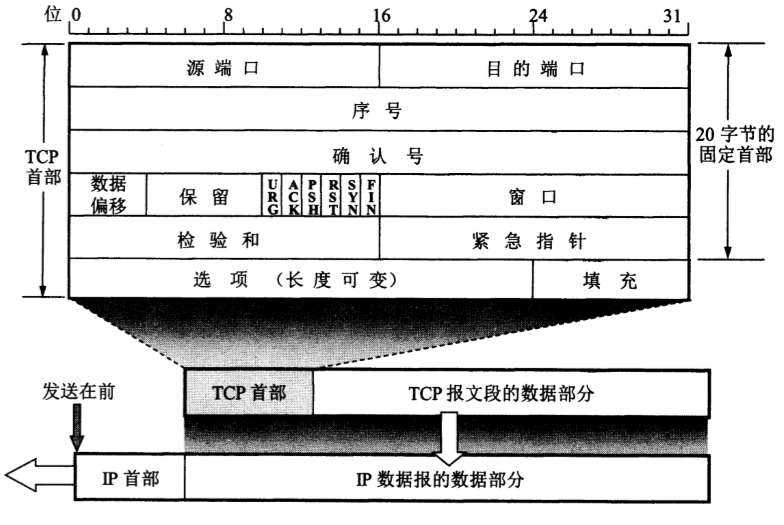 位 0 8 16 24 31
源端口 目的端口
序号
TCP
首部
20 字节的
固定首部
确认号
数据
偏移
保留
URG
ACK
PSH
RST
SYN
FIN
窗口
检验和 紧急指针
选项 (长度可变) 填充
TCP 首部 TCP 报文段的数据部分
发送在前
IP 首部 IP 数据报的数据部分